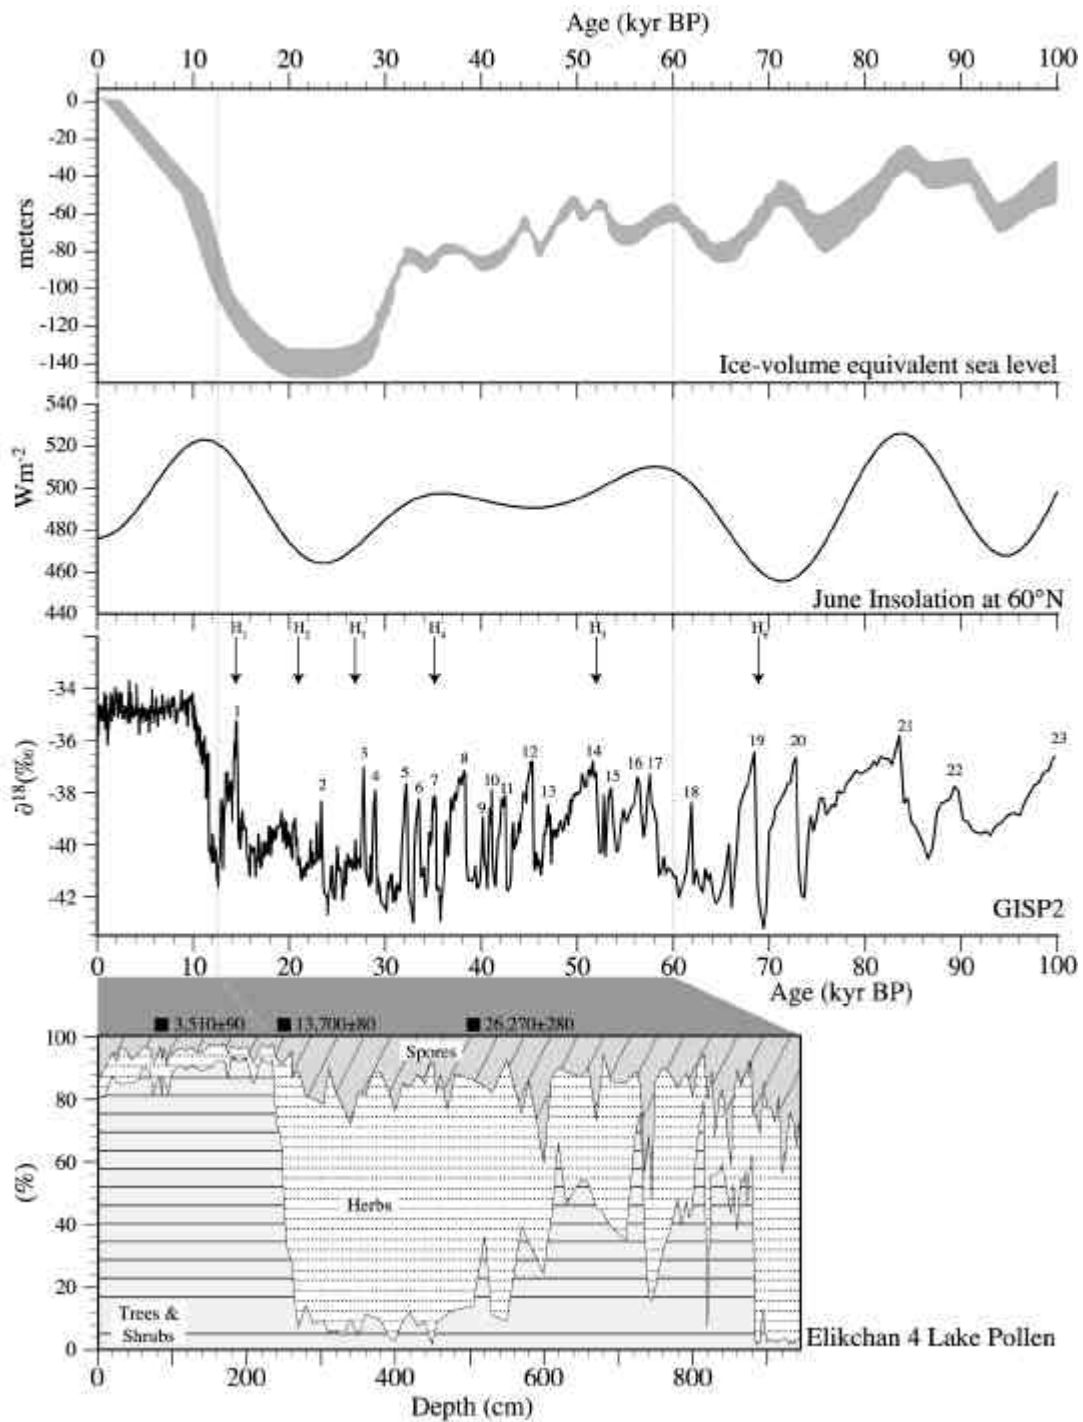 Age (kyr BP)
0 10 20 30 40 50 60 70 80 90 100
0
-20
-40
-60
-80
-100
-120
-140
meters
Ice-volume equivalent sea level
540
520
500
480
460
440
Wm-2
June Insolation at 60°N
H1 H2 H3 H4 H5
-34
-36
-38
-40
-42
∂18(‰)
1 2 3 4 5 6 7 8 9 10 11 12 13 14 15 16 17 18 19 20 21 22 23
GISP2
0 10 20 30 40 50 60 70 80 90 100
Age (kyr BP)
3,510±90 13,700±80 26,270±280
100
80
60
40
20
0
(%)
Spores
Herbs
Trees &
Shrubs
Elikchan 4 Lake Pollen
0 200 400 600 800
Depth (cm)